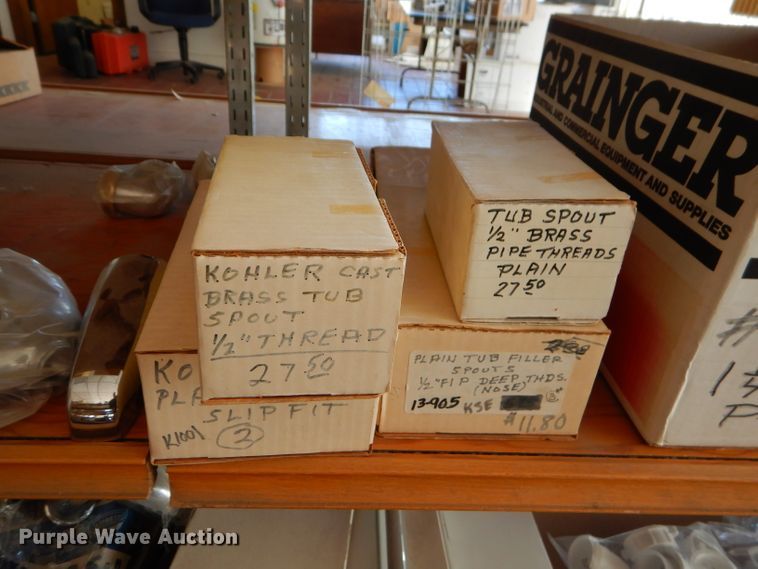 GRAINGER
INDUSTRIAL AND COMMERCIAL EQUIPMENT AND SUPPLIES
TUB SPOUT
1/2" BRASS
PIPE THREADS
PLAIN
27 50
KOHLER CAST
BRASS TUB
SPOUT
1/2" THREAD
27 50
KO
PLA
SLIP FIT
K1001 3
PLAIN TUB FILLER
SPOUTS
1/2" FIP DEEP THDS.
(NOSE)
13-905 KSE
$11.80
#
1
P
Purple Wave Auction